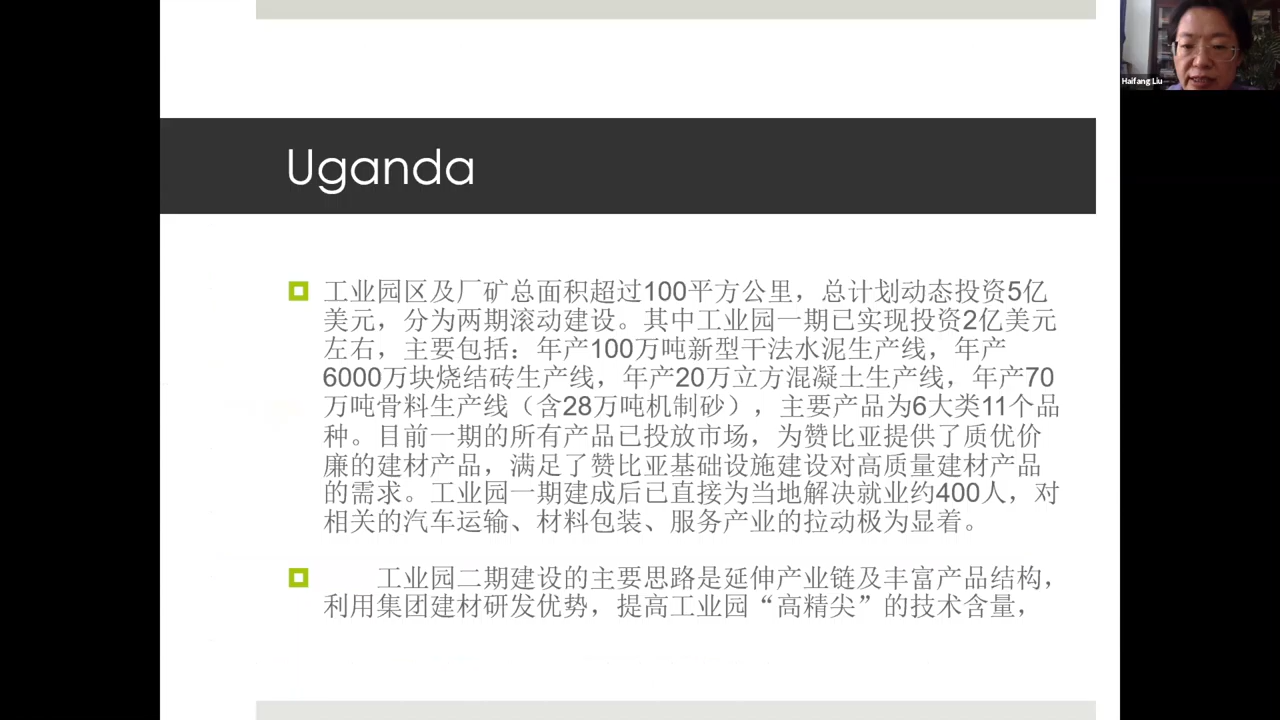 Haifang Liu
Uganda
工业园区及厂矿总面积超过100平方公里，总计划动态投资5亿
美元，分为两期滚动建设。其中工业园一期已实现投资2亿美元
左右，主要包括：年产100万吨新型干法水泥生产线，年产
6000万块烧结砖生产线，年产20万立方混凝土生产线，年产70
万吨骨料生产线（含28万吨机制砂），主要产品为6大类11个品
种。目前一期的所有产品已投放市场，为赞比亚提供了质优价
廉的建材产品，满足了赞比亚基础设施建设对高质量建材产品
的需求。工业园一期建成后已直接为当地解决就业约400人，对
相关的汽车运输、材料包装、服务产业的拉动极为显着。
工业园二期建设的主要思路是延伸产业链及丰富产品结构，
利用集团建材研发优势，提高工业园“高精尖”的技术含量，